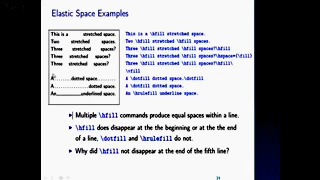 Elastic Space Examples
This is a stretched space.
Two stretched spaces.
Three stretched spaces?
Three stretched spaces?
Three stretched spaces?
A dotted space.
A dotted space.
An underlined space.
This is a \hfill stretched space.
Two \hfill stretched \hfill spaces.
Three \hfill stretched \hfill spaces?\hfill
Three \hfill stretched \hfill spaces?\hfill\hspace*{\fill}
Three \hfill stretched \hfill spaces?\hfill\
\hfill
A \dotfill dotted space.\dotfill
A \dotfill dotted space.
An \hrulefill underline space.
Multiple \hfill commands produce equal spaces within a line.
\hfill does disappear at the the beginning or at the the end
of a line, \dotfill and \hrulefill do not.
Why did \hfill not disappear at the end of the fifth line?